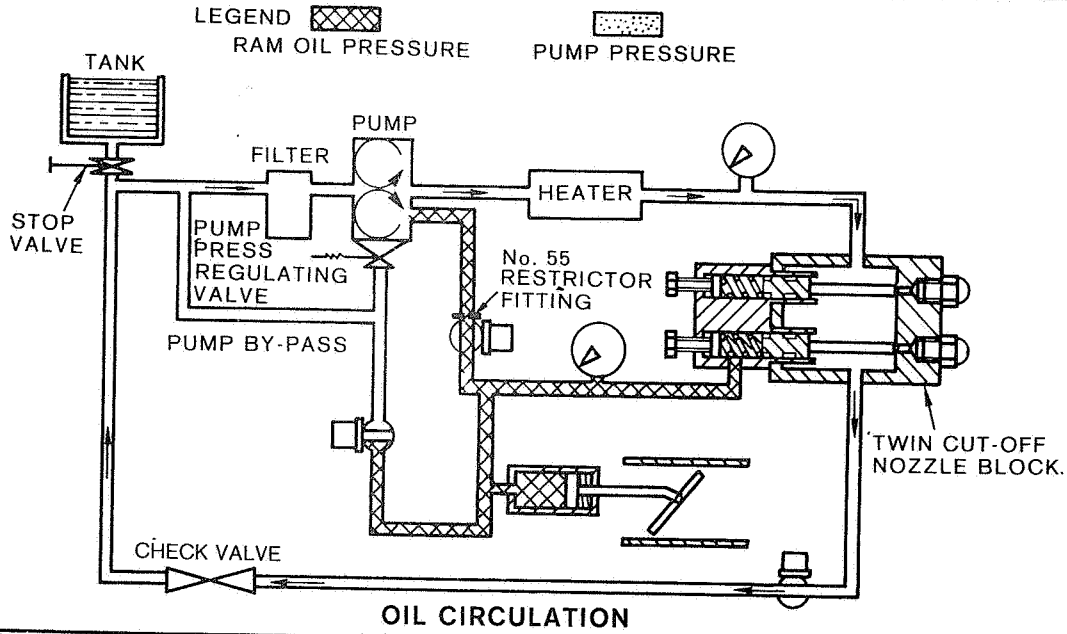 LEGEND
RAM OIL PRESSURE
PUMP PRESSURE
TANK
PUMP
FILTER
HEATER
STOP
VALVE
PUMP
PRESS
REGULATING
VALVE
No. 55
RESTRICTOR
FITTING
PUMP BY-PASS
TWIN CUT-OFF
NOZZLE BLOCK.
CHECK VALVE
OIL CIRCULATION